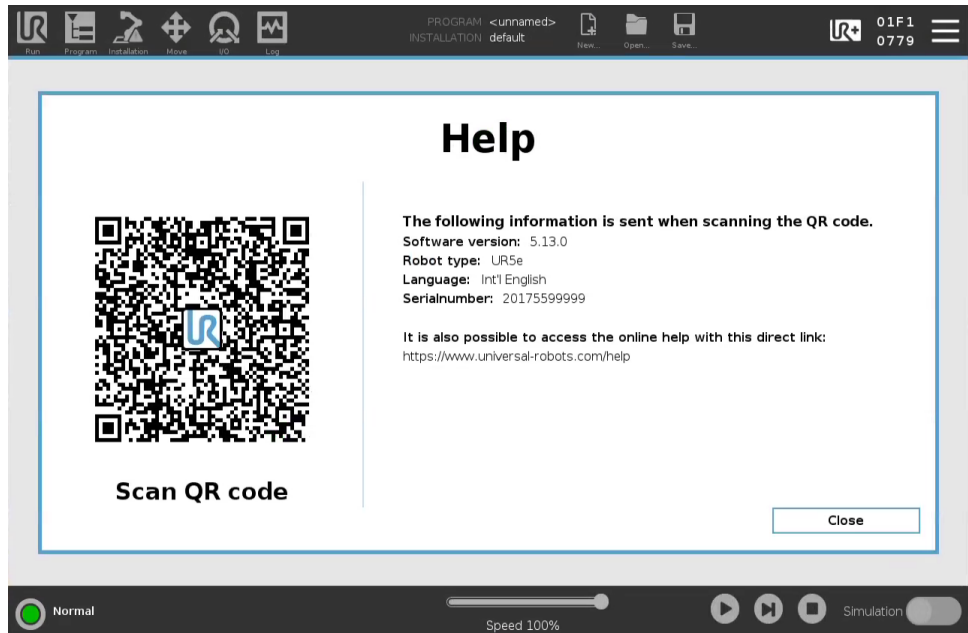 Run Program Installation Move I/O Log
PROGRAM <unnamed>
INSTALLATION default
New... Open... Save...
UR+
01F1
0779
Help
The following information is sent when scanning the QR code.
Software version: 5.13.0
Robot type: UR5e
Language: Int'l English
Serialnumber: 20175599999
It is also possible to access the online help with this direct link:
https://www.universal-robots.com/help
UR
Scan QR code
Close
Normal
Speed 100%
Simulation